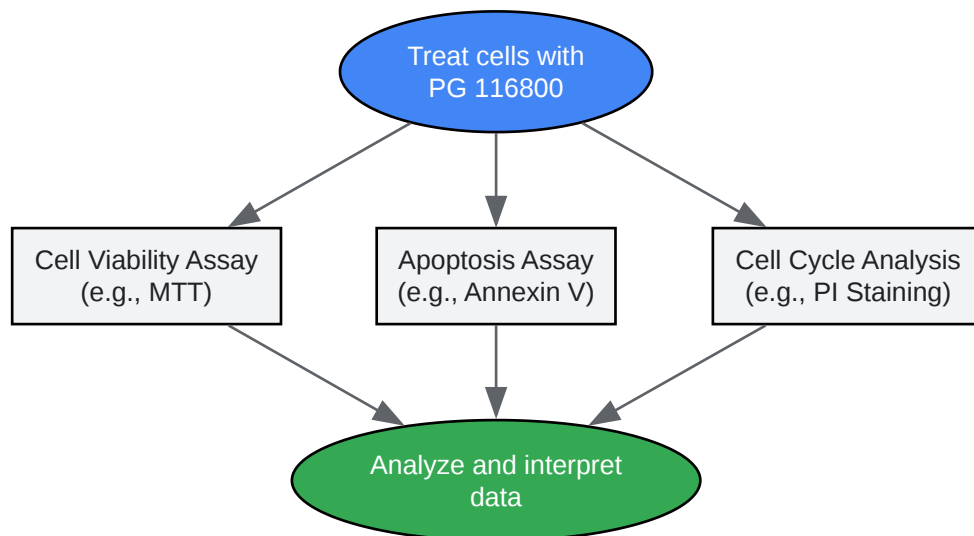 Treat cells with
PG 116800
Cell Viability Assay
(e.g., MTT)
Apoptosis Assay
(e.g., Annexin V)
Cell Cycle Analysis
(e.g., PI Staining)
Analyze and interpret
data